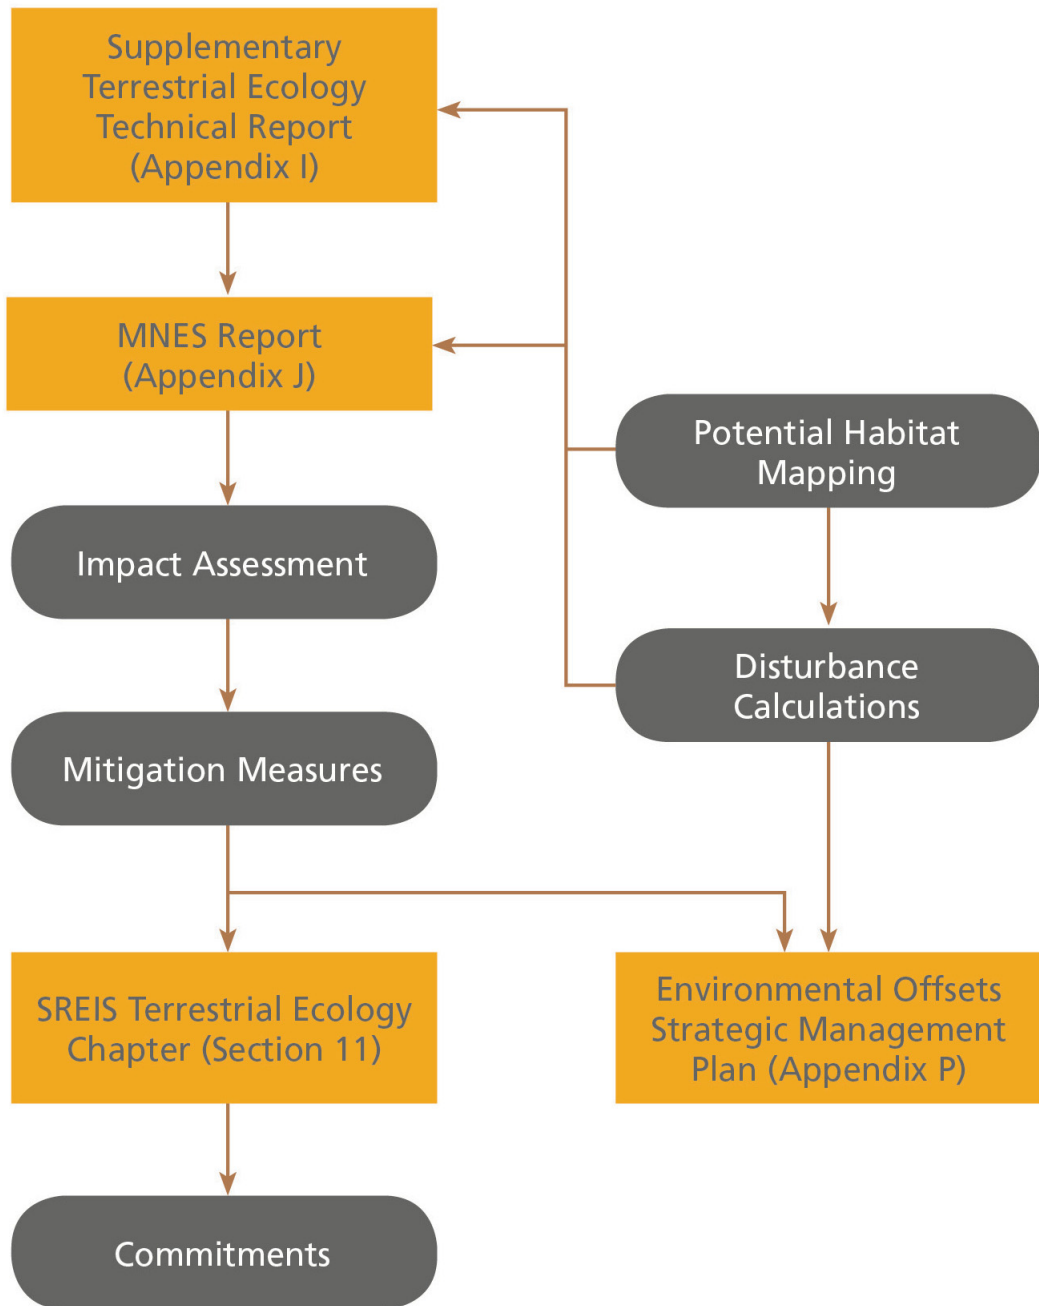 Supplementary
Terrestrial Ecology
Technical Report
(Appendix I)
MNES Report
(Appendix J)
Potential Habitat
Mapping
Impact Assessment
Disturbance
Calculations
Mitigation Measures
SREIS Terrestrial Ecology
Chapter (Section 11)
Environmental Offsets
Strategic Management
Plan (Appendix P)
Commitments